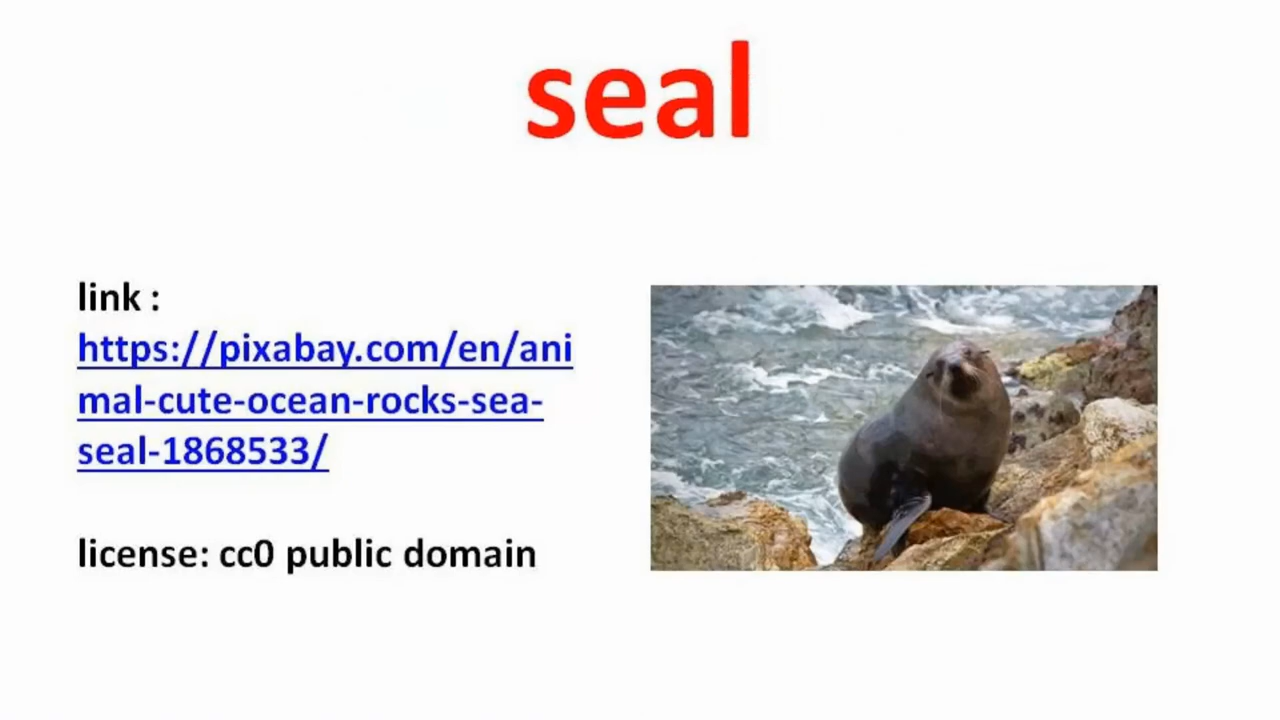 seal
link :
https://pixabay.com/en/ani
mal-cute-ocean-rocks-sea-
seal-1868533/
license: cc0 public domain